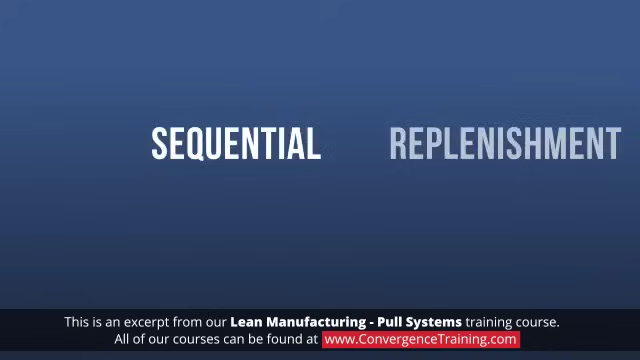 SEQUENTIAL REPLENISHMENT
This is an excerpt from our Lean Manufacturing - Pull Systems training course.
All of our courses can be found at www.ConvergenceTraining.com